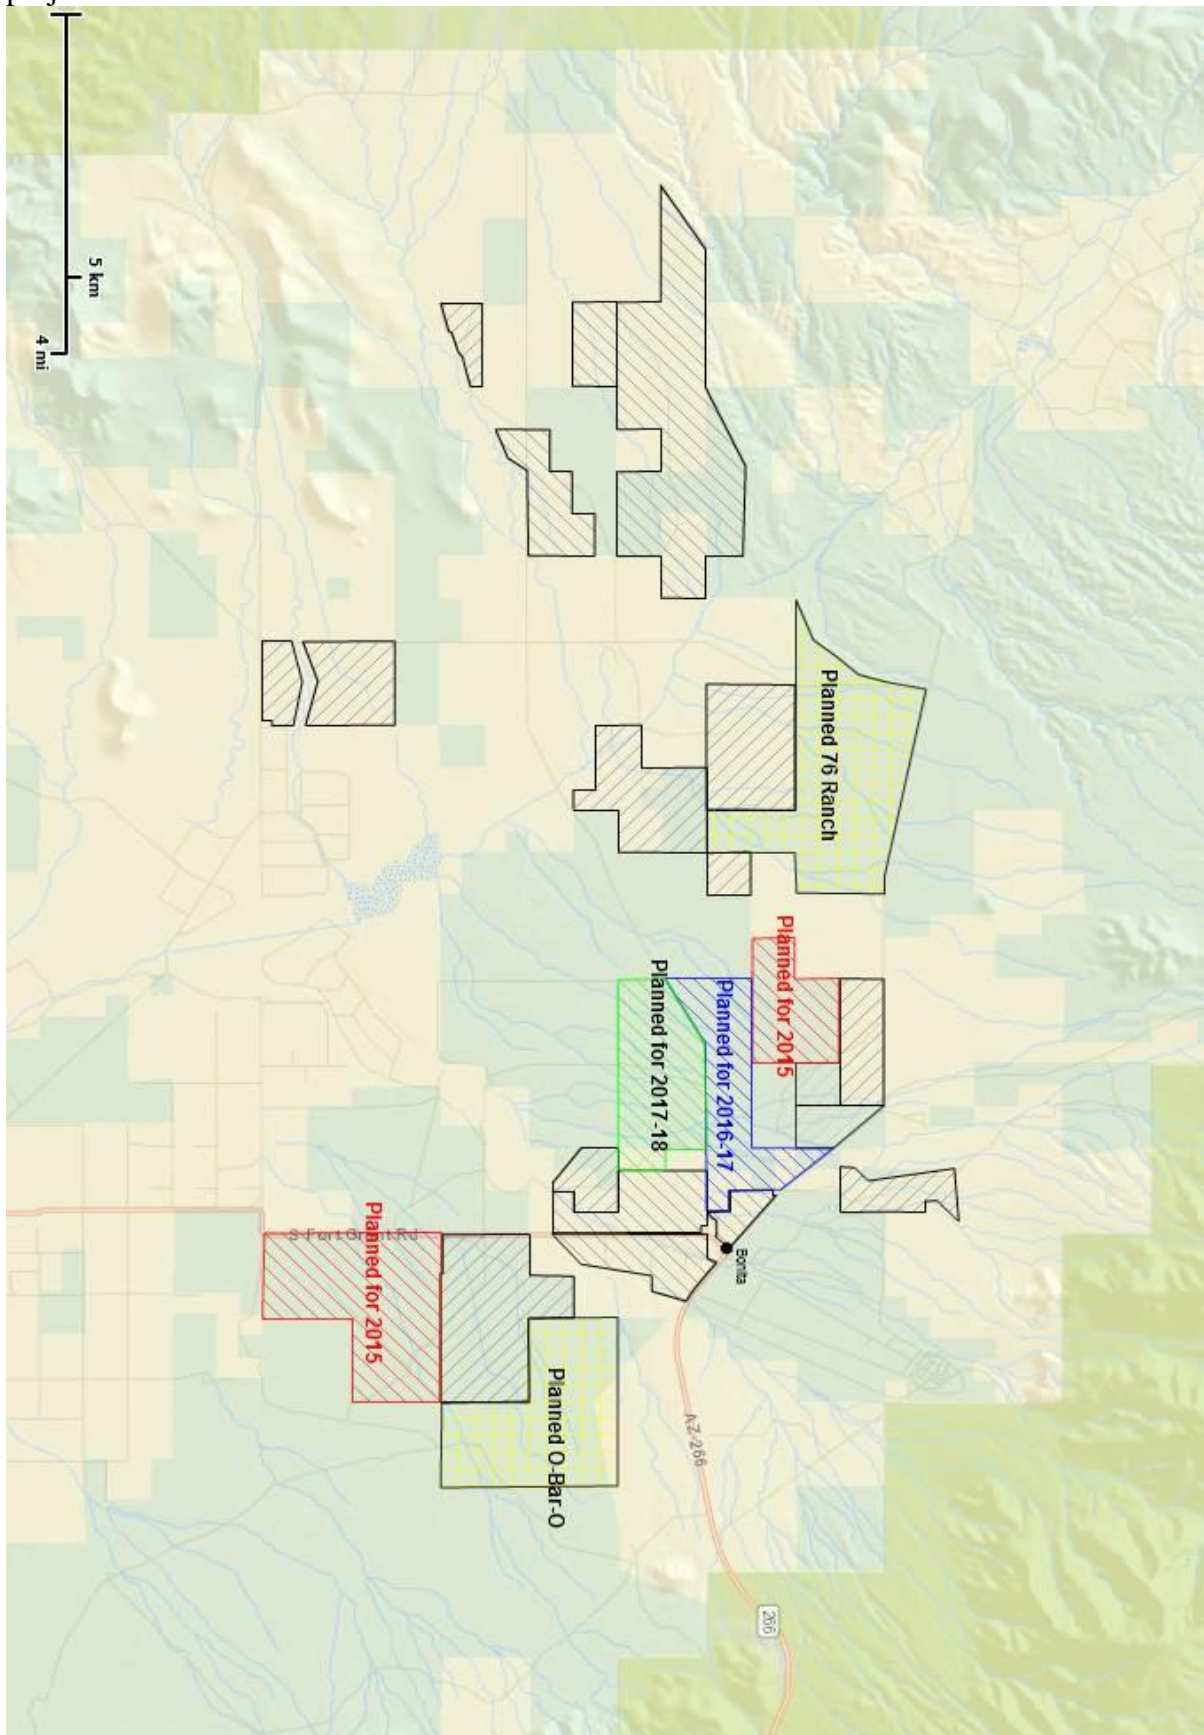 5 km
4 mi
Planned 76 Ranch
Planned for 2015
Planned for 2016-17
Planned for 2017-18
Bonita
S Fort Grant Rd
Planned for 2015
Planned O-Bar-O
AZ-266
266